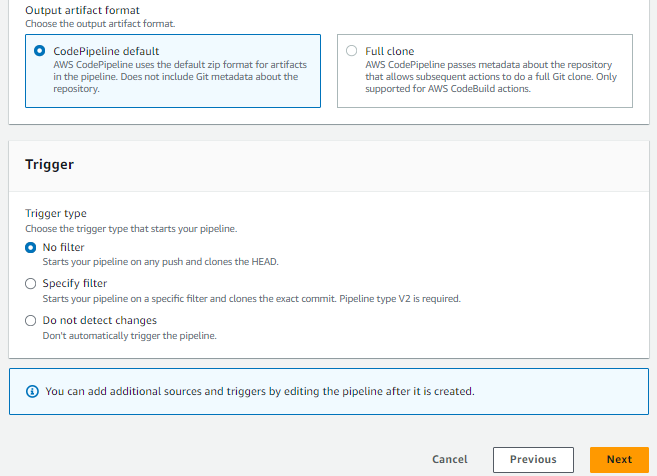 Output artifact format
Choose the output artifact format.
CodePipeline default
AWS CodePipeline uses the default zip format for artifacts
in the pipeline. Does not include Git metadata about the
repository.
Full clone
AWS CodePipeline passes metadata about the repository
that allows subsequent actions to do a full Git clone. Only
supported for AWS CodeBuild actions.
Trigger
Trigger type
Choose the trigger type that starts your pipeline.
No filter
Starts your pipeline on any push and clones the HEAD.
Specify filter
Starts your pipeline on a specific filter and clones the exact commit. Pipeline type V2 is required.
Do not detect changes
Don't automatically trigger the pipeline.
You can add additional sources and triggers by editing the pipeline after it is created.
Cancel
Previous
Next